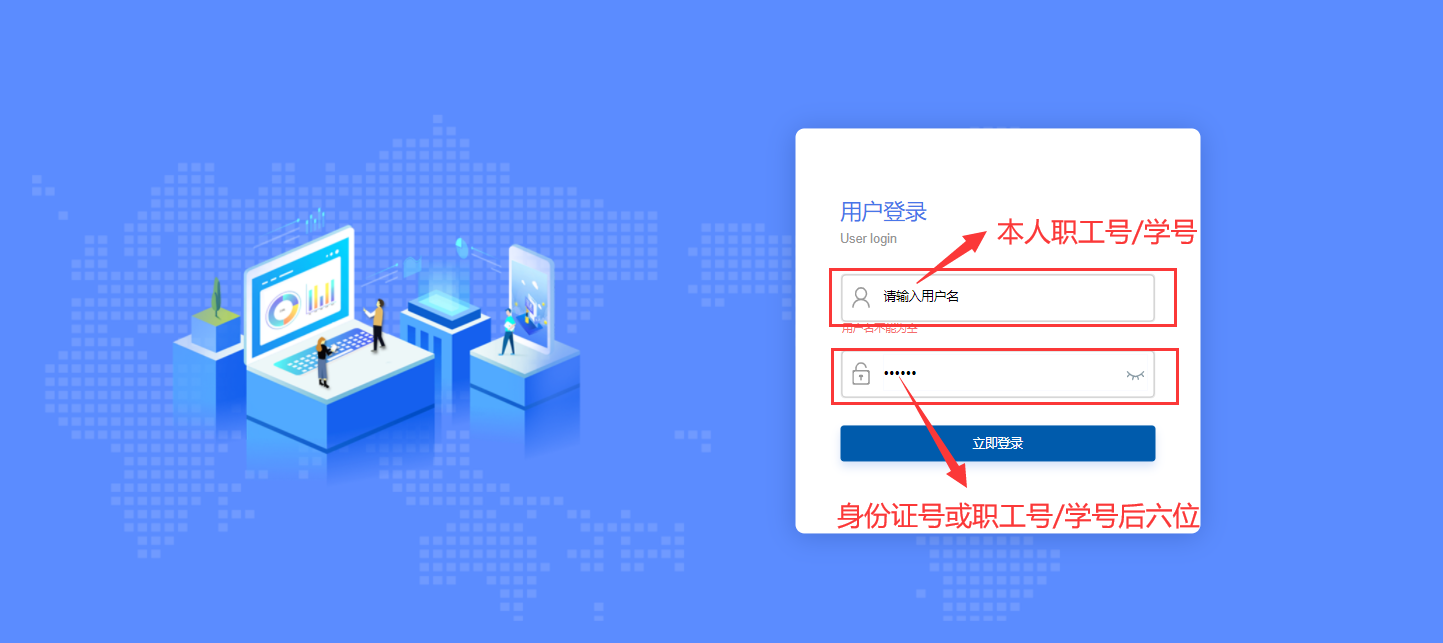 用户登录
User login
本人职工号/学号
请输入用户名
用户名不能为空
••••••
立即登录
身份证号或职工号/学号后六位